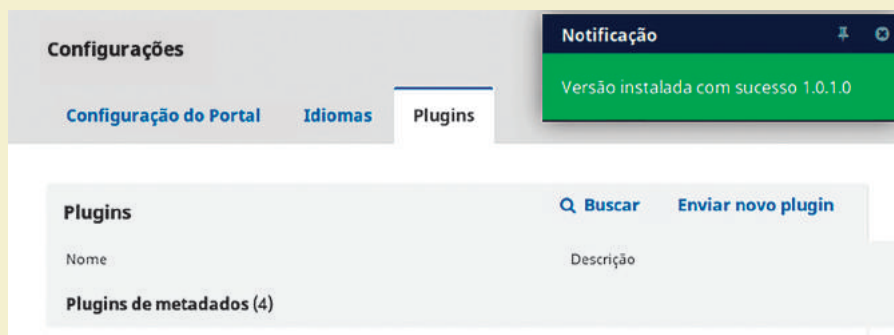 Configurações
Notificação
Versão instalada com sucesso 1.0.1.0
Configuração do Portal Idiomas Plugins
Plugins Buscar Enviar novo plugin
Nome Descrição
Plugins de metadados (4)